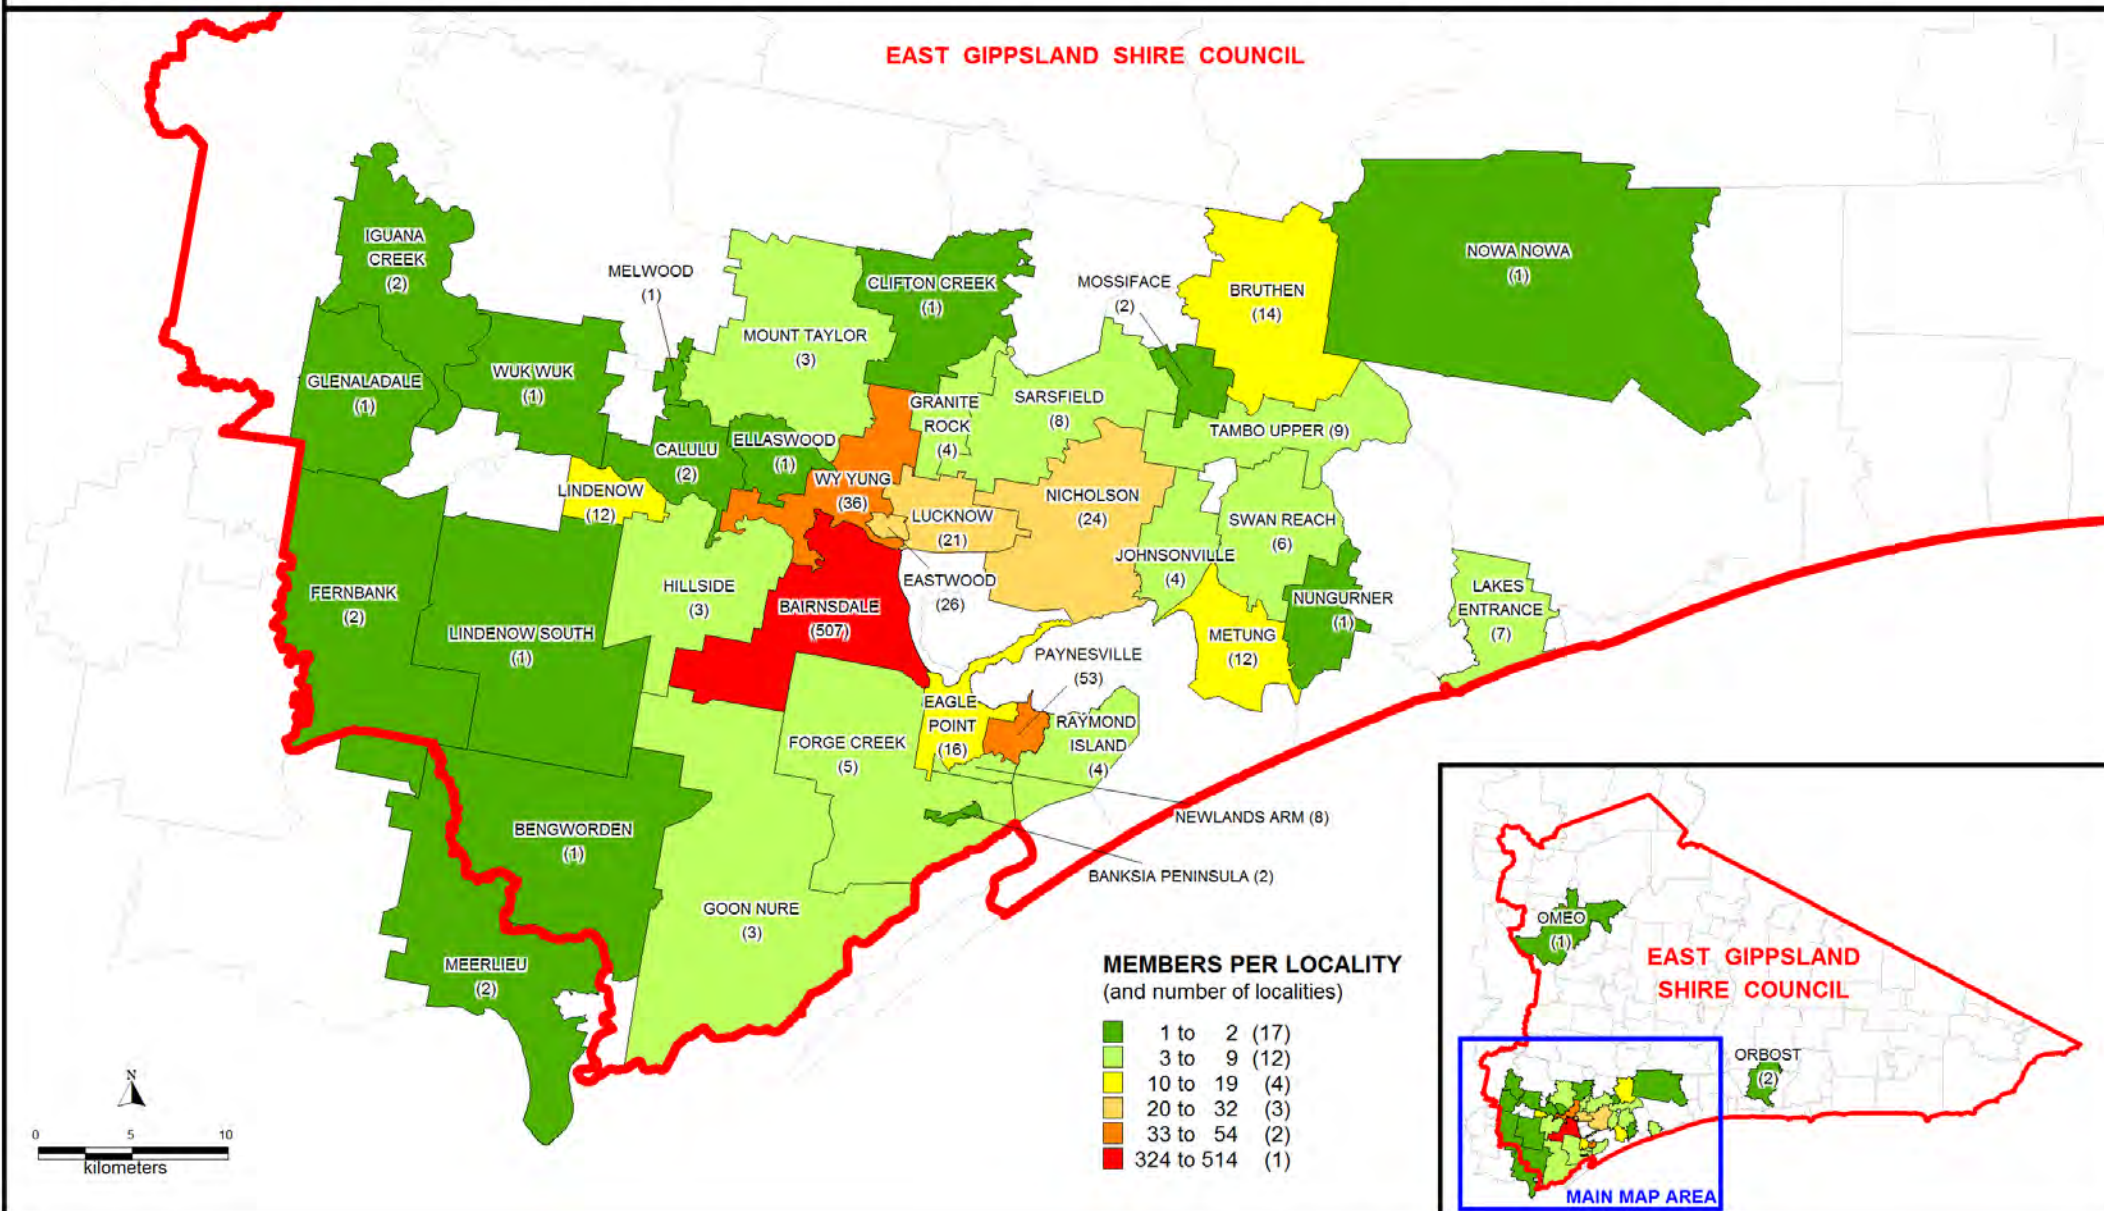 EAST GIPPSLAND SHIRE COUNCIL
IGUANA
CREEK
(2)
MELWOOD
(1)
CLIFTON CREEK
(1)
MOSSIFACE
(2)
BRUTHEN
(14)
NOWA NOWA
(1)
MOUNT TAYLOR
(3)
GLENALADALE
(1)
WUK WUK
(1)
GRANITE
ROCK
(4)
SARSFIELD
(8)
TAMBO UPPER (9)
CALULU
(2)
ELLASWOOD
(1)
LINDENOW
(12)
WY YUNG
(36)
LUCKNOW
(21)
NICHOLSON
(24)
SWAN REACH
(6)
JOHNSONVILLE
(4)
EASTWOOD
(26)
FERNBANK
(2)
HILLSIDE
(3)
BAIRNSDALE
(507)
NUNGURNER
(1)
LAKES
ENTRANCE
(7)
LINDENOW SOUTH
(1)
METUNG
(12)
PAYNESVILLE
(53)
EAGLE
POINT
(16)
RAYMOND
ISLAND
(4)
FORGE CREEK
(5)
NEWLANDS ARM (8)
BENGWORDEN
(1)
BANKSIA PENINSULA (2)
GOON NURE
(3)
MEERLIEU
(2)
MEMBERS PER LOCALITY
(and number of localities)
1 to 2 (17)
3 to 9 (12)
10 to 19 (4)
20 to 32 (3)
33 to 54 (2)
324 to 514 (1)
N
0 5 10
kilometers
OMEO
(1)
EAST GIPPSLAND
SHIRE COUNCIL
ORBOST
(2)
MAIN MAP AREA